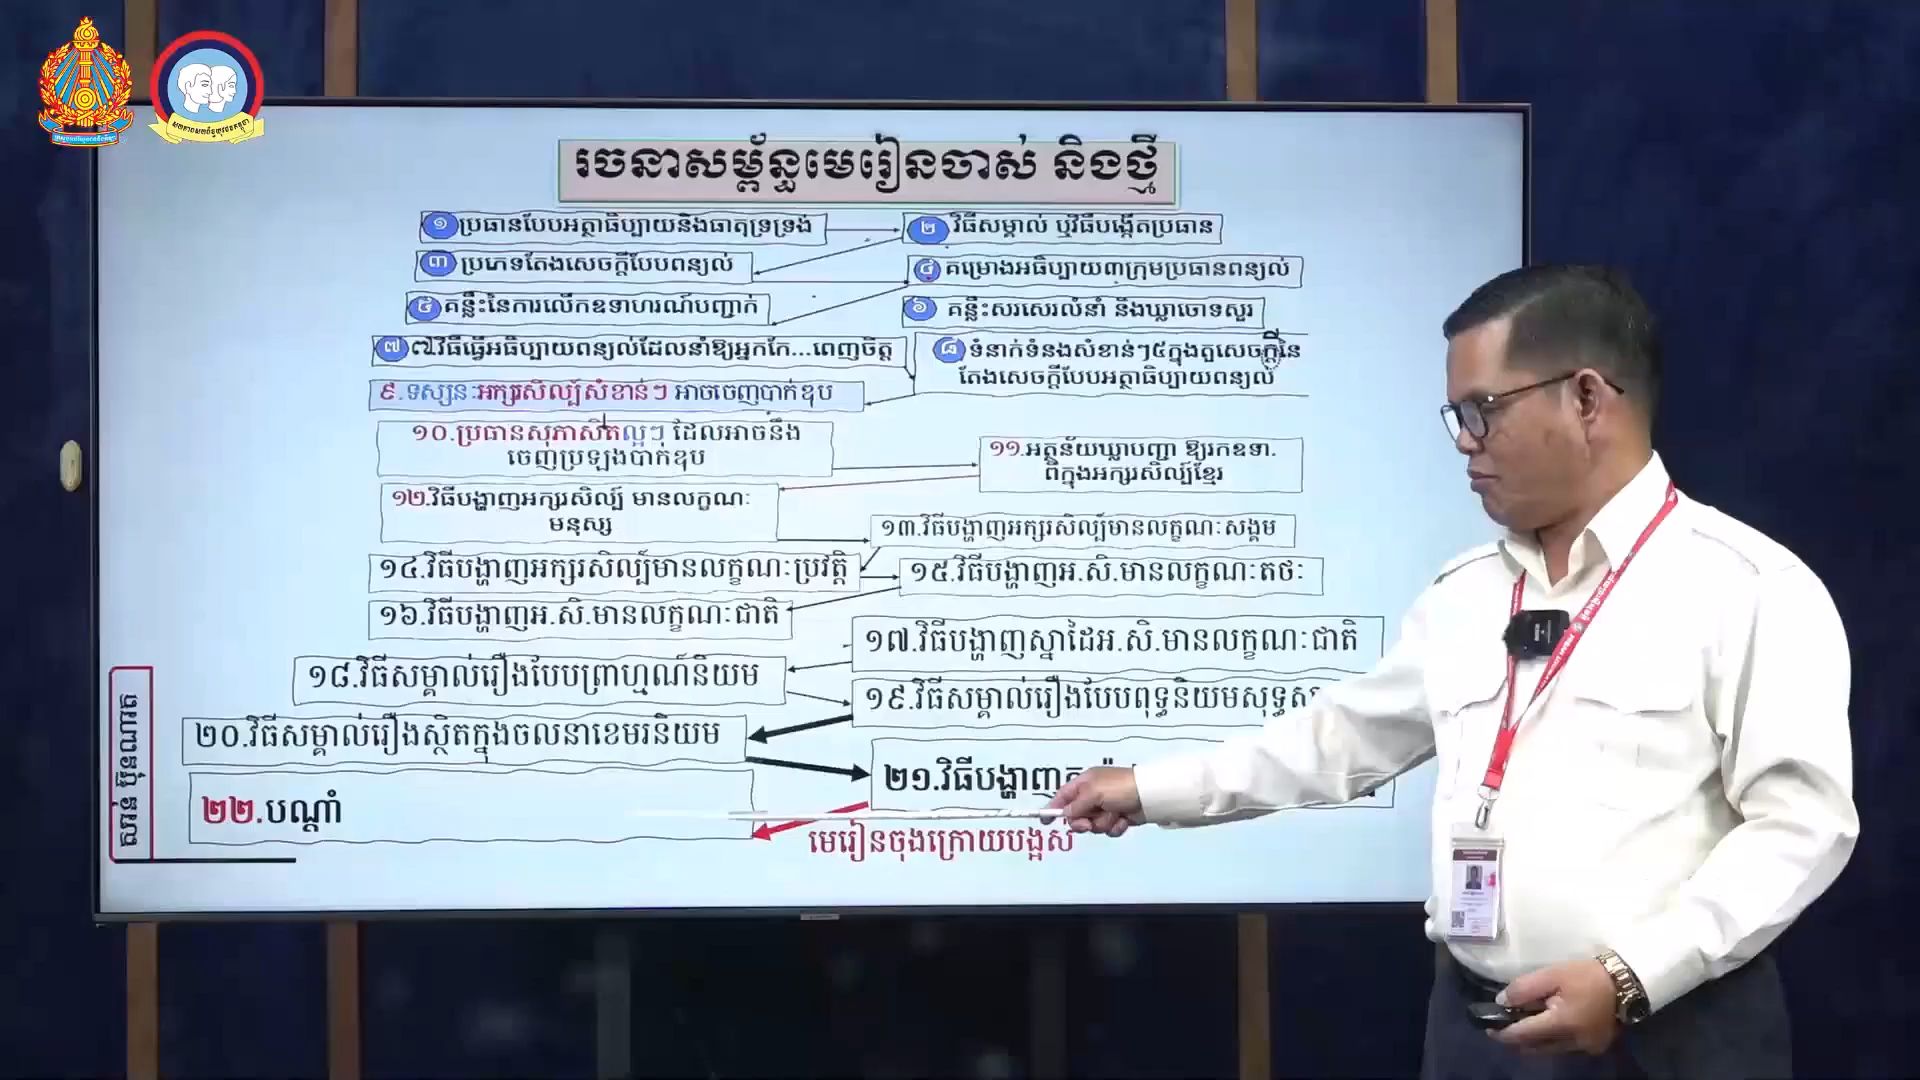 រចនាសម្ព័ន្ធមេរៀនចាស់ និងថ្មី
១ ប្រធានបែបអត្ថាធិប្បាយនិងធាតុទ្រទ្រង់
២ វិធីសម្គាល់ ឬវិធីបង្កើតប្រធាន
៣ ប្រភេទតែងសេចក្ដីបែបពន្យល់
៤ គម្រោងអធិប្បាយ៣ក្រុមប្រធានពន្យល់
៥ គន្លឹះនៃការលើកឧទាហរណ៍បញ្ជាក់
៦ គន្លឹះសរសេរលំនាំ និងឃ្លាចោទសួរ
៧ ៧វិធីធ្វើអធិប្បាយពន្យល់ដែលនាំឱ្យអ្នកកែ...ពេញចិត្ត
៨ ទំនាក់ទំនងសំខាន់ៗ៥ក្នុងតួសេចក្ដីនៃ
តែងសេចក្ដីបែបអត្ថាធិប្បាយពន្យល់
៩.ទស្សនៈអក្សរសិល្ប៍សំខាន់ៗ អាចចេញបាក់ឌុប
១០.ប្រធានសុភាសិតល្អៗ ដែលអាចនឹង
ចេញប្រឡងបាក់ឌុប
១១.អត្ថន័យឃ្លាបញ្ជា ឱ្យរកឧទា.
ពីក្នុងអក្សរសិល្ប៍ខ្មែរ
១២.វិធីបង្ហាញអក្សរសិល្ប៍ មានលក្ខណៈ
មនុស្ស
១៣.វិធីបង្ហាញអក្សរសិល្ប៍មានលក្ខណៈសង្គម
១៤.វិធីបង្ហាញអក្សរសិល្ប៍មានលក្ខណៈប្រវត្តិ
១៥.វិធីបង្ហាញអ.សិ.មានលក្ខណៈតថៈ
១៦.វិធីបង្ហាញអ.សិ.មានលក្ខណៈជាតិ
១៧.វិធីបង្ហាញស្នាដៃអ.សិ.មានលក្ខណៈជាតិ
១៨.វិធីសម្គាល់រឿងបែបព្រាហ្មណ៍និយម
១៩.វិធីសម្គាល់រឿងបែបពុទ្ធនិយមសុទ្ធសា
២០.វិធីសម្គាល់រឿងស្ថិតក្នុងចលនាខេមរនិយម
២១.វិធីបង្ហាញ
២២.បណ្ដាំ
មេរៀនចុងក្រោយបង្អស់